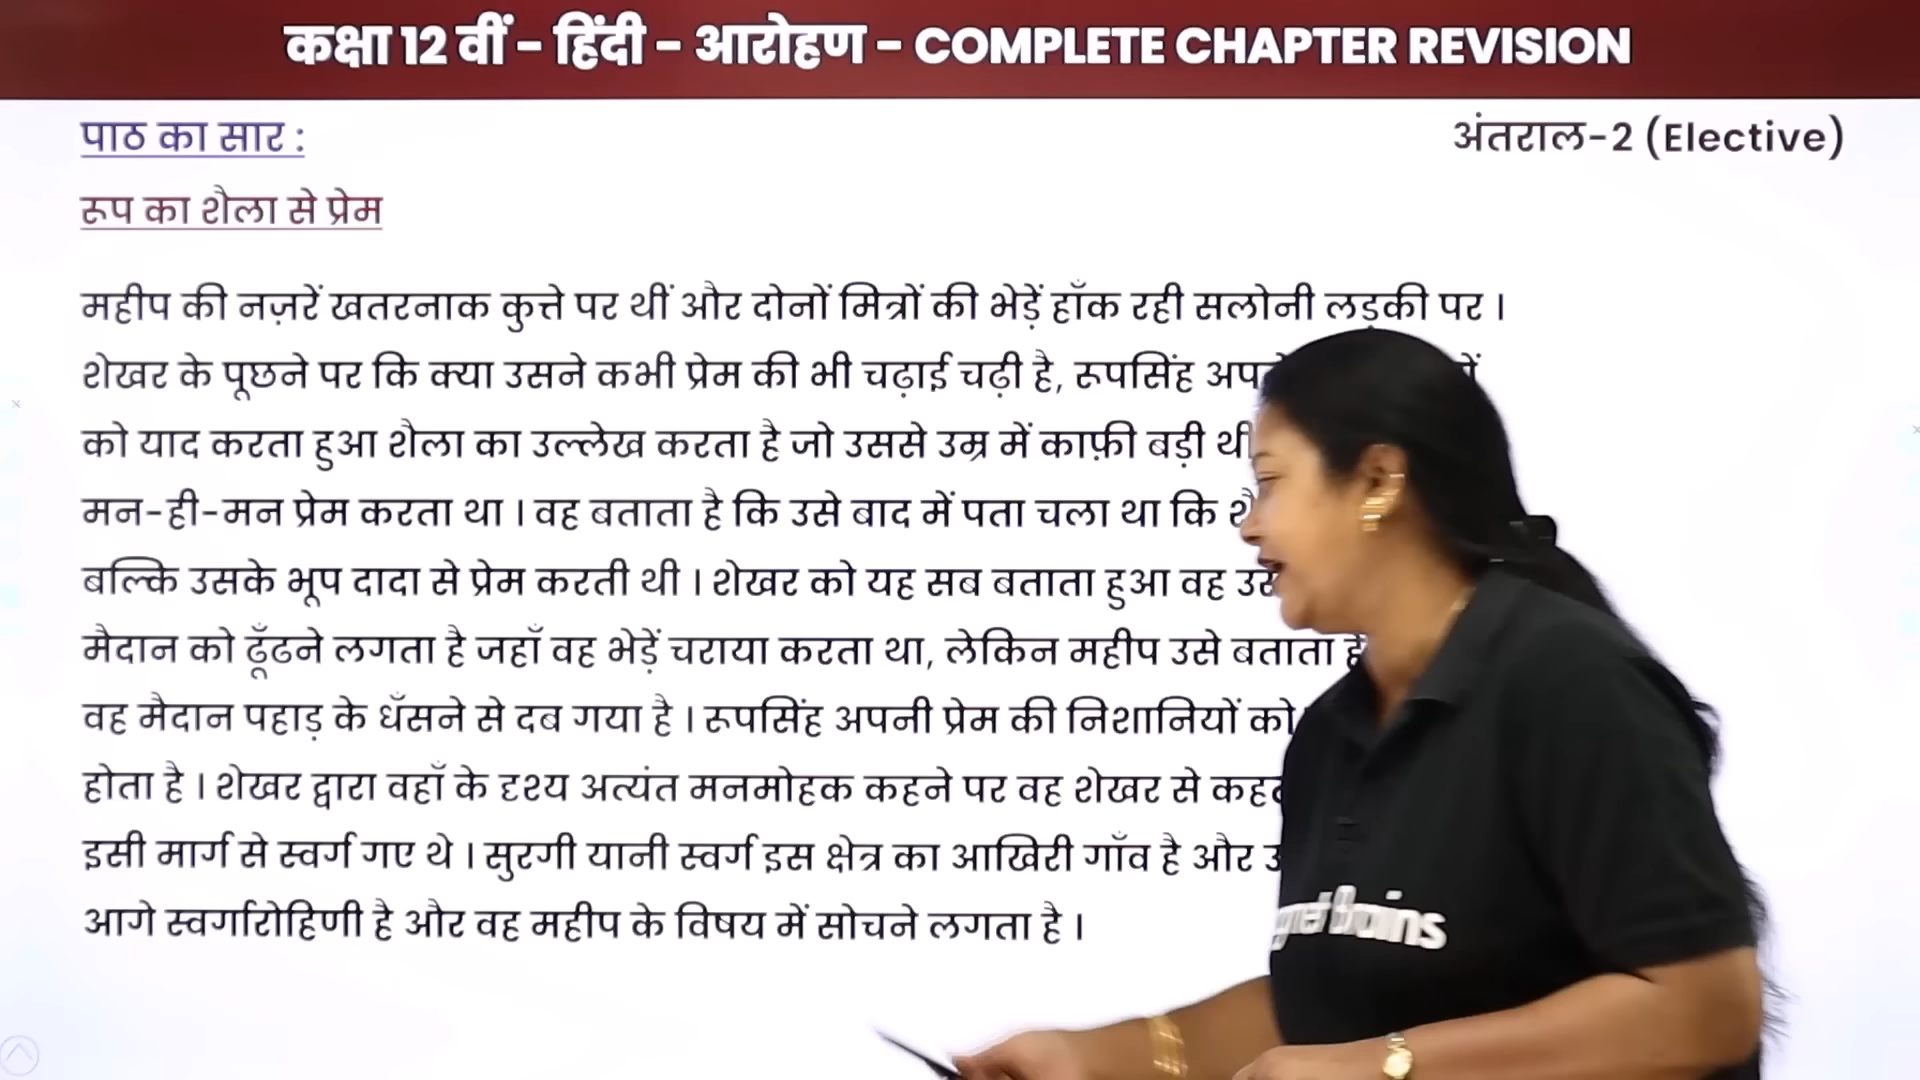 कक्षा 12 वीं - हिंदी - आरोहण - COMPLETE CHAPTER REVISION
पाठ का सार :
अंतराल-2 (Elective)
रूप का शैला से प्रेम
महीप की नज़रें खतरनाक कुत्ते पर थीं और दोनों मित्रों की भेड़ें हाँक रही सलोनी लड़की पर ।
शेखर के पूछने पर कि क्या उसने कभी प्रेम की भी चढ़ाई चढ़ी है, रूपसिंह
को याद करता हुआ शैला का उल्लेख करता है जो उससे उम्र में काफ़ी बड़ी थी
मन-ही-मन प्रेम करता था । वह बताता है कि उसे बाद में पता चला था कि
बल्कि उसके भूप दादा से प्रेम करती थी । शेखर को यह सब बताता हुआ वह
मैदान को ढूँढने लगता है जहाँ वह भेड़ें चराया करता था, लेकिन महीप उसे बताता है
वह मैदान पहाड़ के धँसने से दब गया है । रूपसिंह अपनी प्रेम की निशानियों को
होता है । शेखर द्वारा वहाँ के दृश्य अत्यंत मनमोहक कहने पर वह शेखर से
इसी मार्ग से स्वर्ग गए थे । सुरगी यानी स्वर्ग इस क्षेत्र का आखिरी गाँव है और
आगे स्वर्गारोहिणी है और वह महीप के विषय में सोचने लगता है ।
Brains